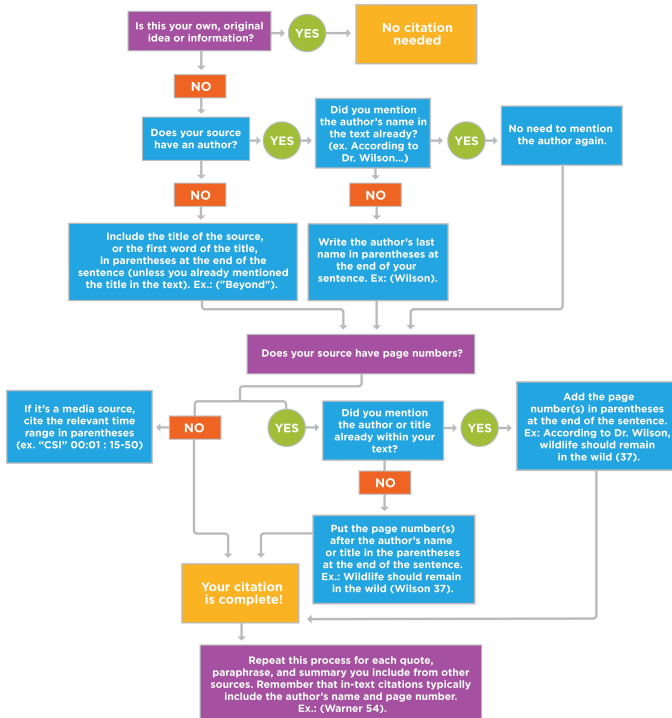 Is this your own, original
idea or information?
YES
No citation
needed
NO
Does your source
have an author?
YES
Did you mention
the author's name in
the text already?
(ex. According to
Dr. Wilson...)
YES
No need to mention
the author again.
NO
NO
Include the title of the source,
or the first word of the title,
in parentheses at the end of the
sentence (unless you already mentioned
the title in the text). Ex.: ("Beyond").
Write the author's last
name in parentheses at
the end of your
sentence. Ex: (Wilson).
Does your source have page numbers?
If it's a media source,
cite the relevant time
range in parentheses
(ex. “CSI” 00:01 : 15-50)
NO
YES
Did you mention
the author or title
already within your
text?
YES
Add the page
number(s) in parentheses
at the end of the sentence.
Ex: According to Dr. Wilson,
wildlife should remain
in the wild (37).
NO
Put the page number(s)
after the author's name
or title in the parentheses
at the end of the sentence.
Ex.: Wildlife should remain
in the wild (Wilson 37).
Your citation
is complete!
Repeat this process for each quote,
paraphrase, and summary you include from other
sources. Remember that in-text citations typically
include the author's name and page number.
Ex.: (Warner 54).